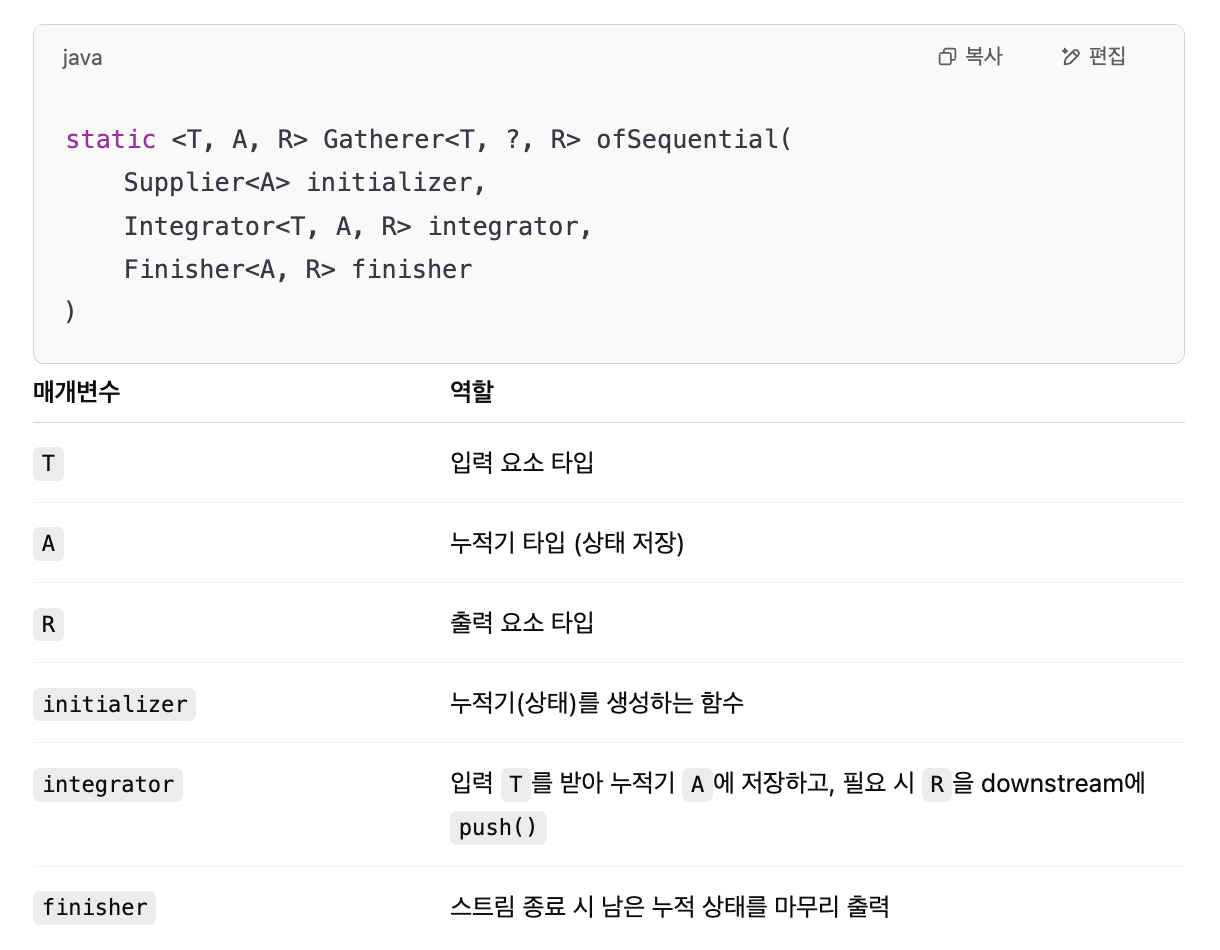 java 복사 편집
static <T, A, R> Gatherer<T, ?, R> ofSequential(
    Supplier<A> initializer,
    Integrator<T, A, R> integrator,
    Finisher<A, R> finisher
)
매개변수 역할
T 입력 요소 타입
A 누적기 타입 (상태 저장)
R 출력 요소 타입
initializer 누적기(상태)를 생성하는 함수
integrator 입력 T를 받아 누적기 A에 저장하고, 필요 시 R을 downstream에
push()
finisher 스트림 종료 시 남은 누적 상태를 마무리 출력